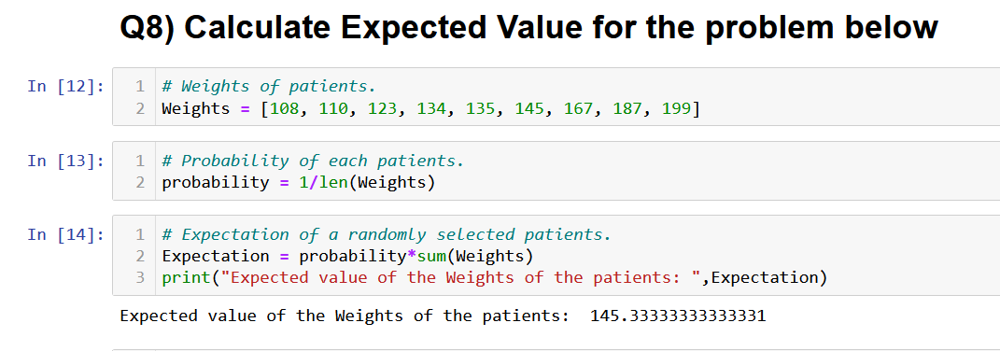 Q8) Calculate Expected Value for the problem below
In [12]:
1 # Weights of patients.
2 Weights = [108, 110, 123, 134, 135, 145, 167, 187, 199]
In [13]:
1 # Probability of each patients.
2 probability = 1/len(Weights)
In [14]:
1 # Expectation of a randomly selected patients.
2 Expectation = probability*sum(Weights)
3 print("Expected value of the Weights of the patients: ",Expectation)
Expected value of the Weights of the patients:  145.33333333333331